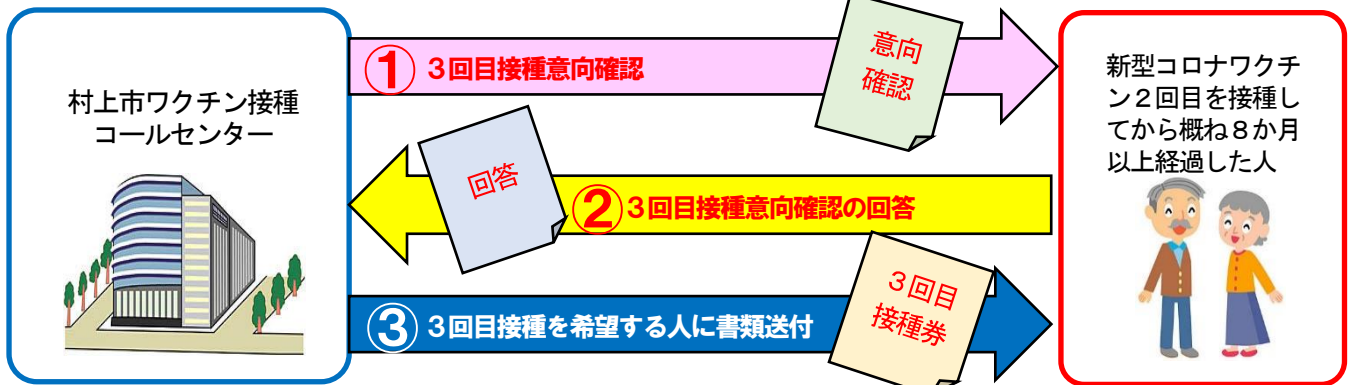 村上市ワクチン接種
コールセンター
① 3回目接種意向確認
意向
確認
回答
② 3回目接種意向確認の回答
③ 3回目接種を希望する人に書類送付
3回目
接種券
新型コロナワクチ
ン2回目を接種し
てから概ね8か月
以上経過した人